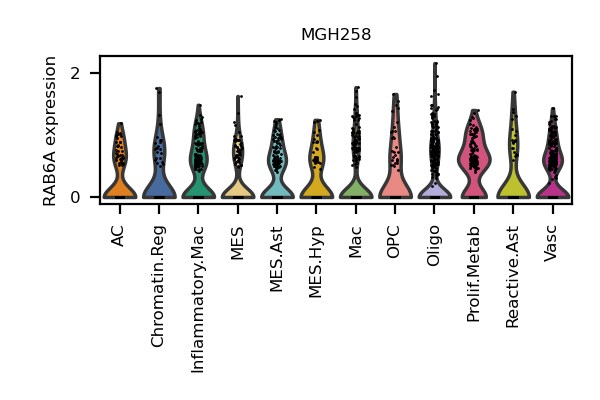 MGH258
RAB6A expression
2
0
AC
Chromatin.Reg
Inflammatory.Mac
MES
MES.Ast
MES.Hyp
Mac
OPC
Oligo
Prolif.Metab
Reactive.Ast
Vasc